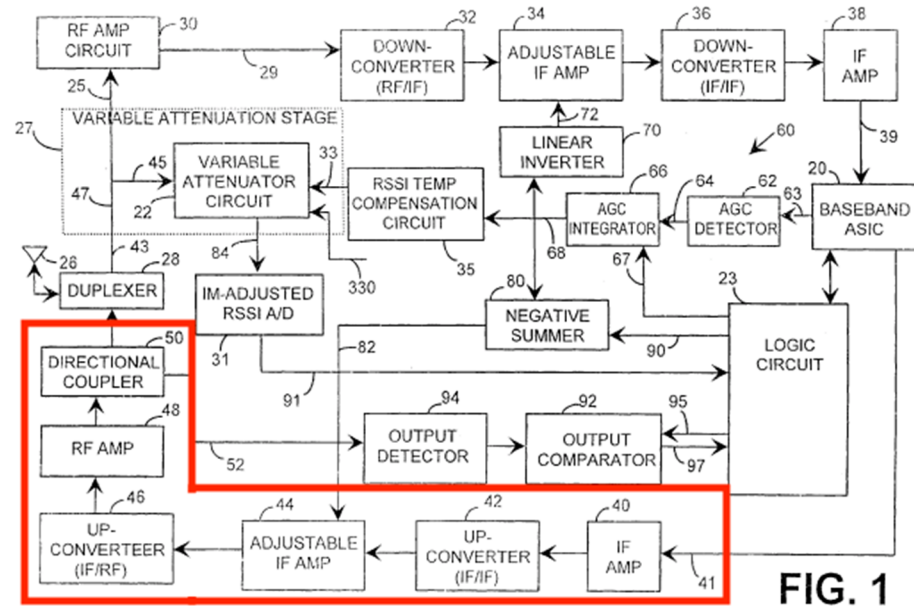 RF AMP
CIRCUIT
30
29
25
32
DOWN-
CONVERTER
(RF/IF)
34
ADJUSTABLE
IF AMP
36
DOWN-
CONVERTER
(IF/IF)
38
IF
AMP
39
72
27
VARIABLE ATTENUATION STAGE
45
47
VARIABLE
ATTENUATOR
CIRCUIT
22
33
84
330
RSSI TEMP
COMPENSATION
CIRCUIT
35
LINEAR
INVERTER
70
60
66
AGC
INTEGRATOR
68
67
64
62
AGC
DETECTOR
63
20
BASEBAND
ASIC
43
26
28
DUPLEXER
IM-ADJUSTED
RSSI A/D
31
91
80
NEGATIVE
SUMMER
82
90
23
LOGIC
CIRCUIT
50
DIRECTIONAL
COUPLER
48
RF AMP
52
94
OUTPUT
DETECTOR
92
OUTPUT
COMPARATOR
95
97
46
UP-
CONVERTEER
(IF/RF)
44
ADJUSTABLE
IF AMP
42
UP-
CONVERTER
(IF/IF)
40
IF
AMP
41
FIG. 1